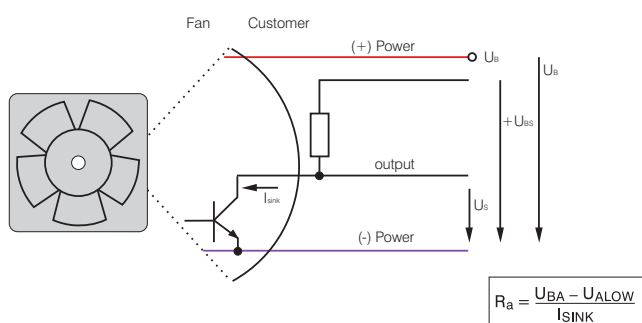 Fan Customer
(+) Power
UB
UB
+UBS
output
Isink
US
(-) Power
Ra = UBA – UALOW
ISINK